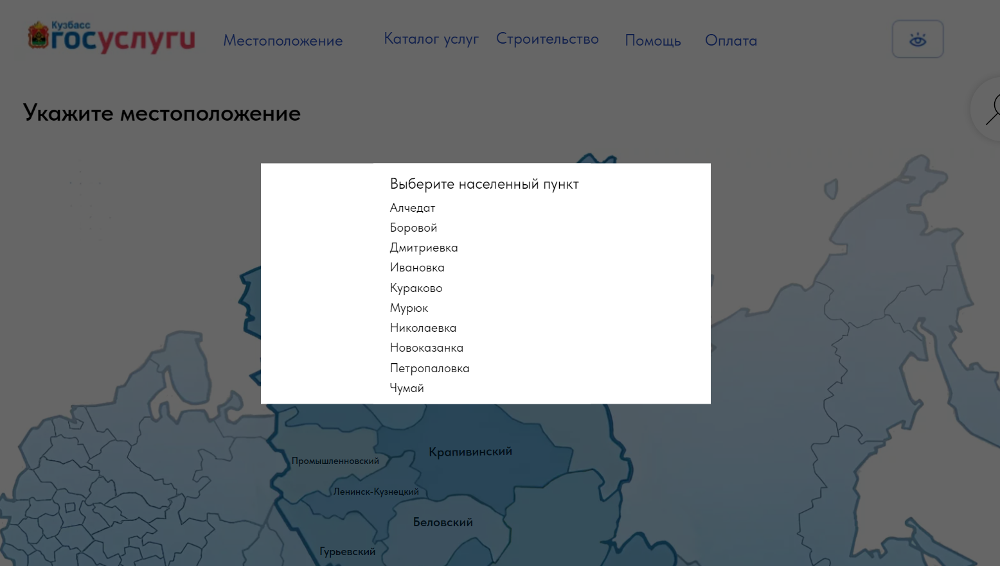 Кузбасс
госуслуги
Местоположение Каталог услуг Строительство Помощь Оплата
Укажите местоположение
Выберите населенный пункт
Алчедат
Боровой
Дмитриевка
Ивановка
Кураково
Мурюк
Николаевка
Новоказанка
Петропаловка
Чумай
Крапивинский
Промышленновский
Ленинск-Кузнецкий
Беловский
Гурьевский